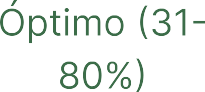 Óptimo (31-
80%)